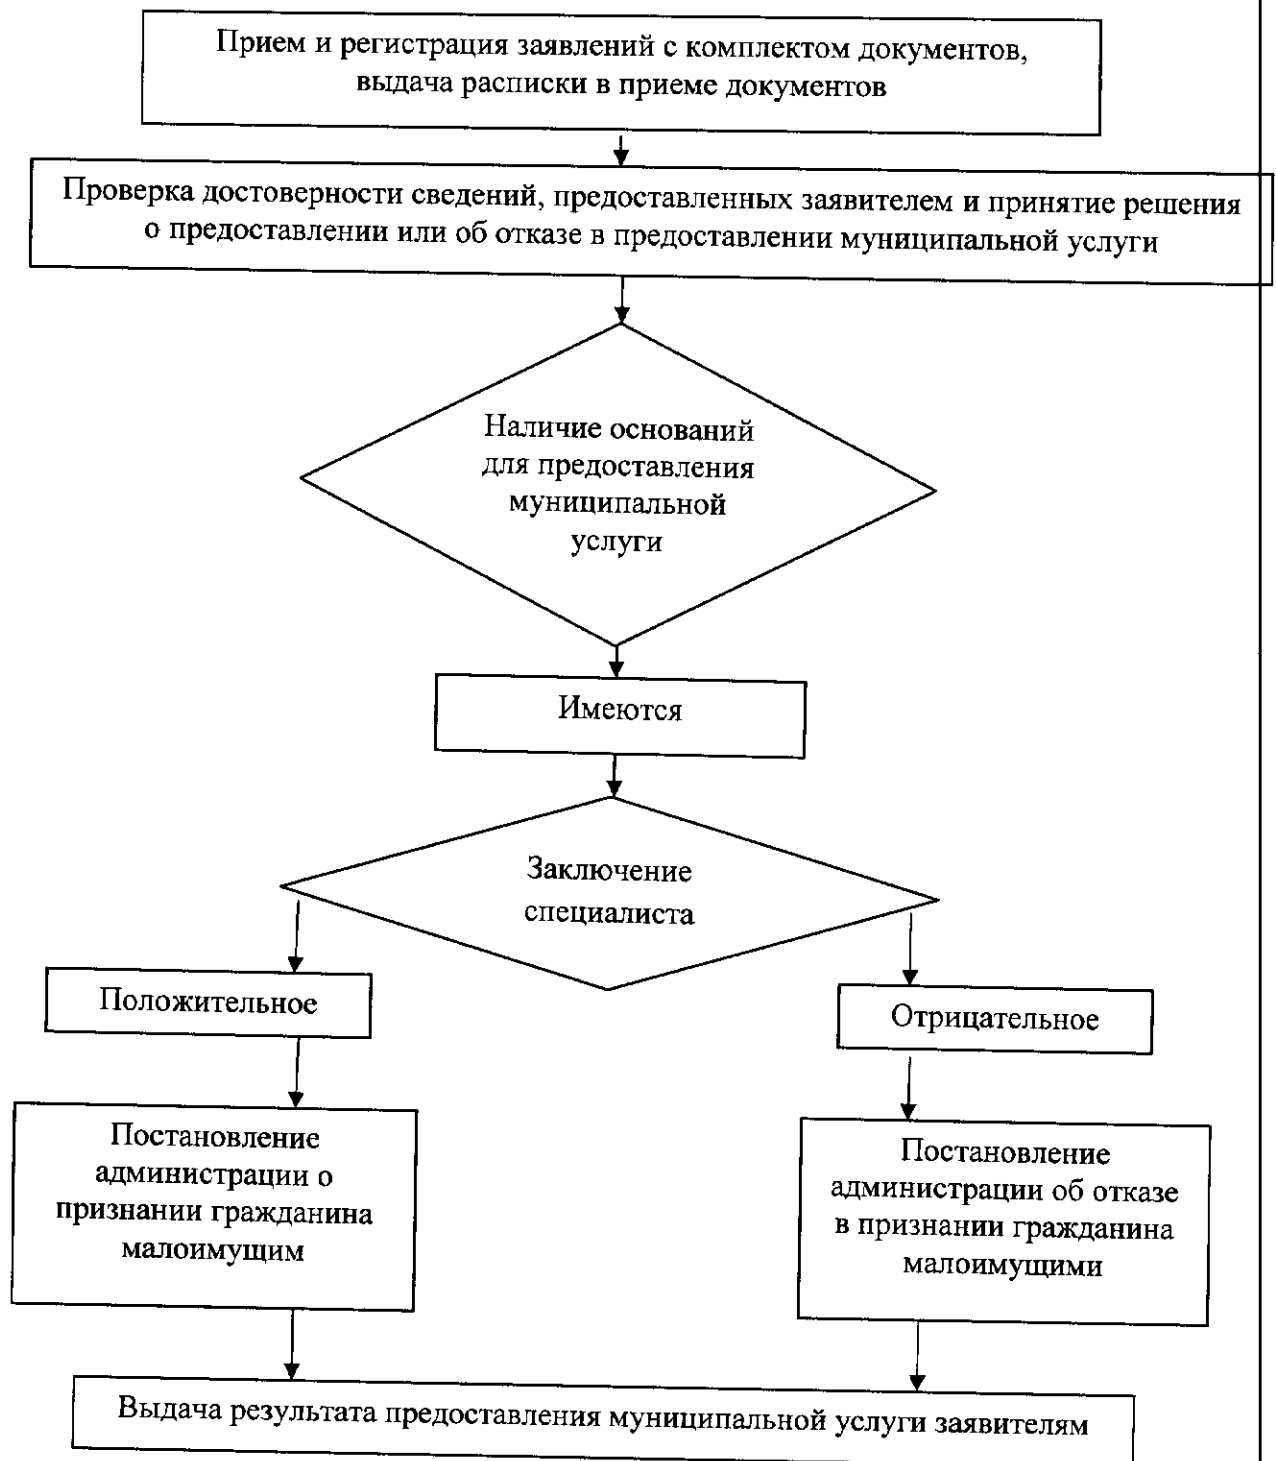 Прием и регистрация заявлений с комплектом документов,
выдача расписки в приеме документов
Проверка достоверности сведений, предоставленных заявителем и принятие решения
о предоставлении или об отказе в предоставлении муниципальной услуги
Наличие оснований
для предоставления
муниципальной
услуги
Имеются
Заключение
специалиста
Положительное
Отрицательное
Постановление
администрации о
признании гражданина
малоимущим
Постановление
администрации об отказе
в признании гражданина
малоимущими
Выдача результата предоставления муниципальной услуги заявителям